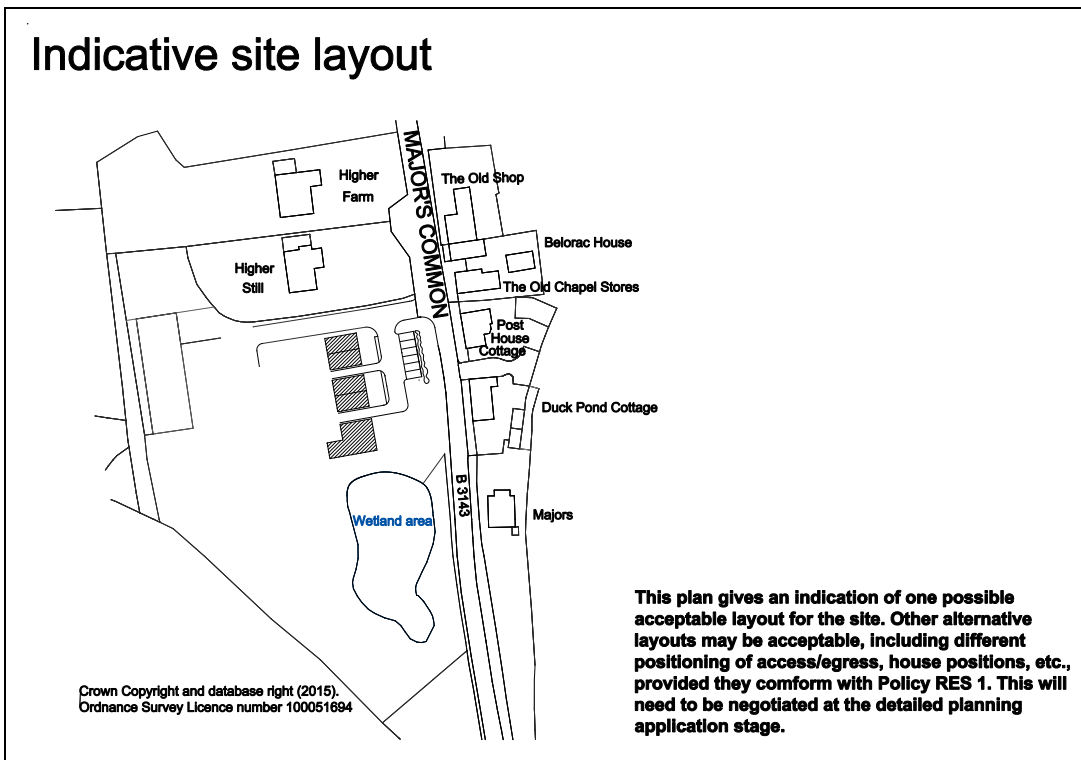 Indicative site layout
MAJOR'S COMMON
Higher
Farm
The Old Shop
Belorac House
Higher
Still
The Old Chapel Stores
Post
House
Cottage
Duck Pond Cottage
B 3143
Majors
Wetland area
This plan gives an indication of one possible
acceptable layout for the site. Other alternative
layouts may be acceptable, including different
positioning of access/egress, house positions, etc.,
provided they comform with Policy RES 1. This will
need to be negotiated at the detailed planning
application stage.
Crown Copyright and database right (2015).
Ordnance Survey Licence number 100051694